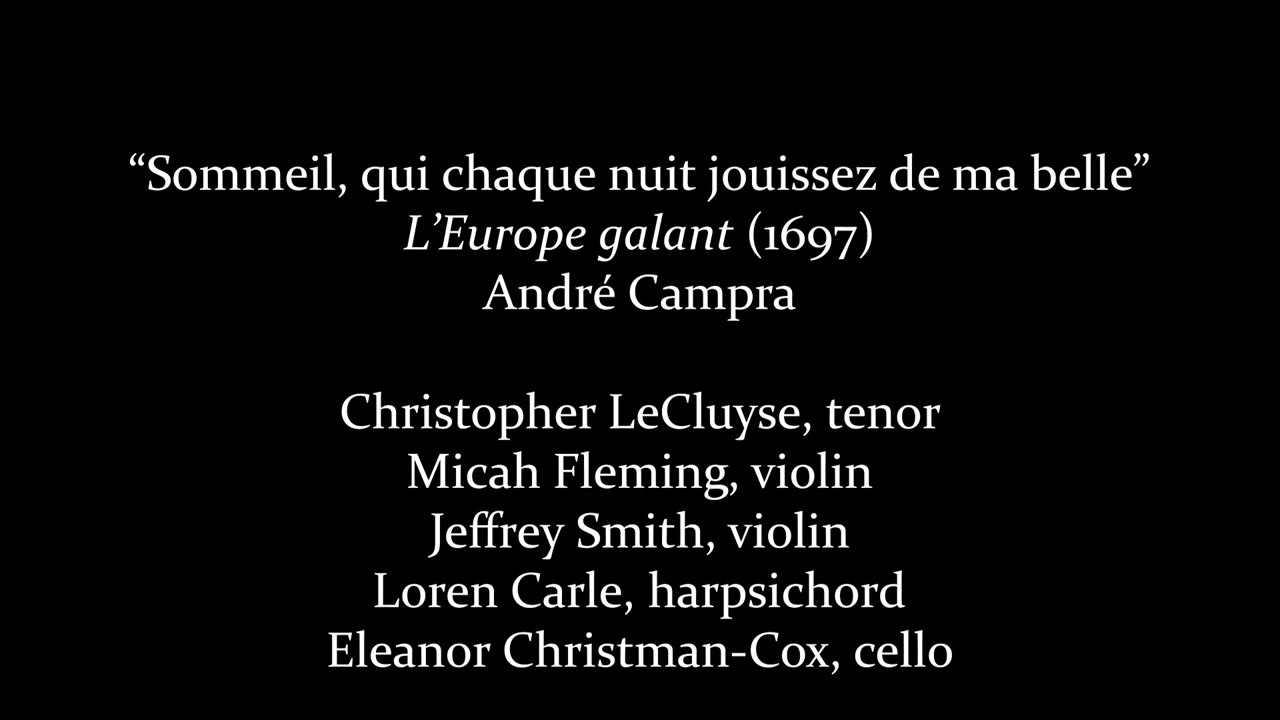 “Sommeil, qui chaque nuit jouissez de ma belle”
L’Europe galant (1697)
André Campra
Christopher LeCluyse, tenor
Micah Fleming, violin
Jeffrey Smith, violin
Loren Carle, harpsichord
Eleanor Christman-Cox, cello